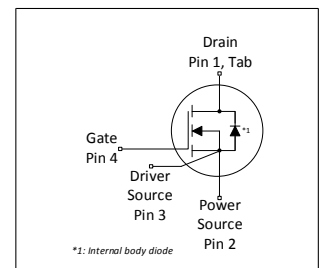 Drain
Pin 1, Tab
*1
Gate
Pin 4
Driver
Source
Pin 3
Power
Source
Pin 2
*1: Internal body diode